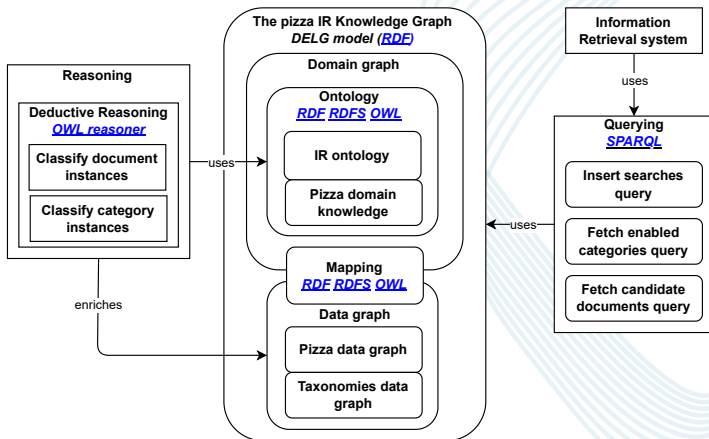 The pizza IR Knowledge Graph
DELG model (RDF)
Domain graph
Ontology
RDF RDFS OWL
IR ontology
Pizza domain
knowledge
Mapping
RDF RDFS OWL
Data graph
Pizza data graph
Taxonomies data
graph
Reasoning
Deductive Reasoning
OWL reasoner
Classify document
instances
Classify category
instances
uses
enriches
Information
Retrieval system
uses
Querying
SPARQL
Insert searches
query
Fetch enabled
categories query
Fetch candidate
documents query
uses